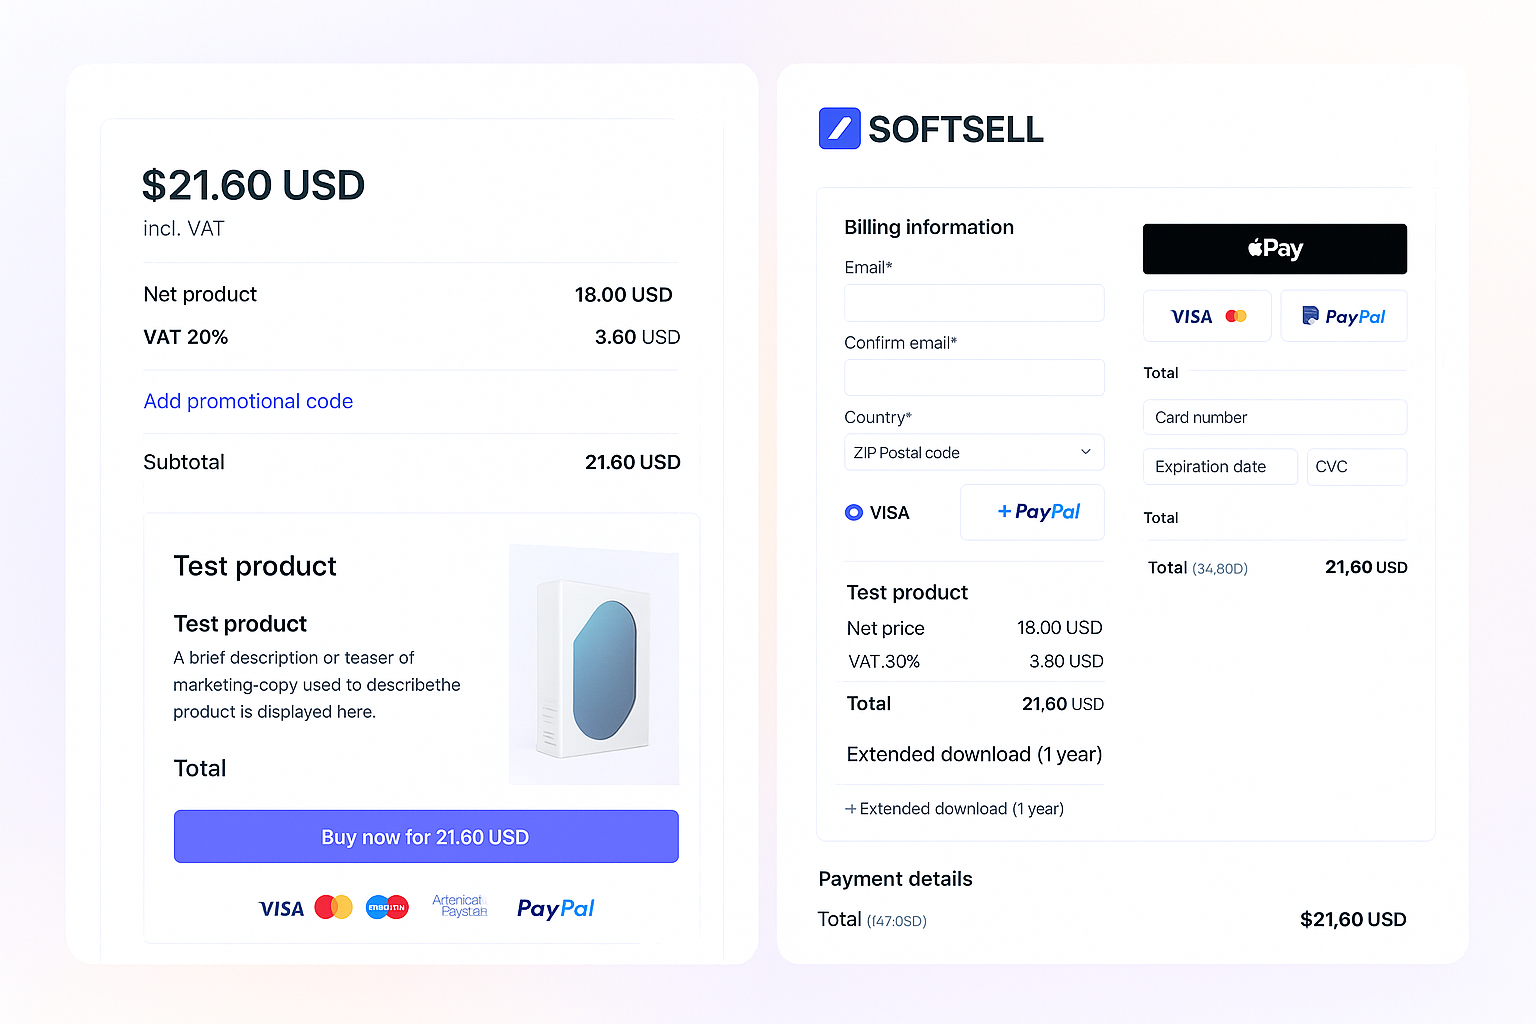 $21.60 USD
incl. VAT
Net product 18.00 USD
VAT 20% 3.60 USD
Add promotional code
Subtotal 21.60 USD
Test product
Test product
A brief description or teaser of
marketing-copy used to describethe
product is displayed here.
Total
Buy now for 21.60 USD
VISA PayPal
SOFTSELL
Billing information
Email*
Confirm email*
Country*
ZIP Postal code
VISA + PayPal
Test product
Net price 18.00 USD
VAT.30% 3.80 USD
Total 21,60 USD
Extended download (1 year)
+Extended download (1 year)
Pay
VISA PayPal
Total
Card number
Expiration date CVC
Total
Total (34,80D) 21,60 USD
Payment details
Total $21,60 USD